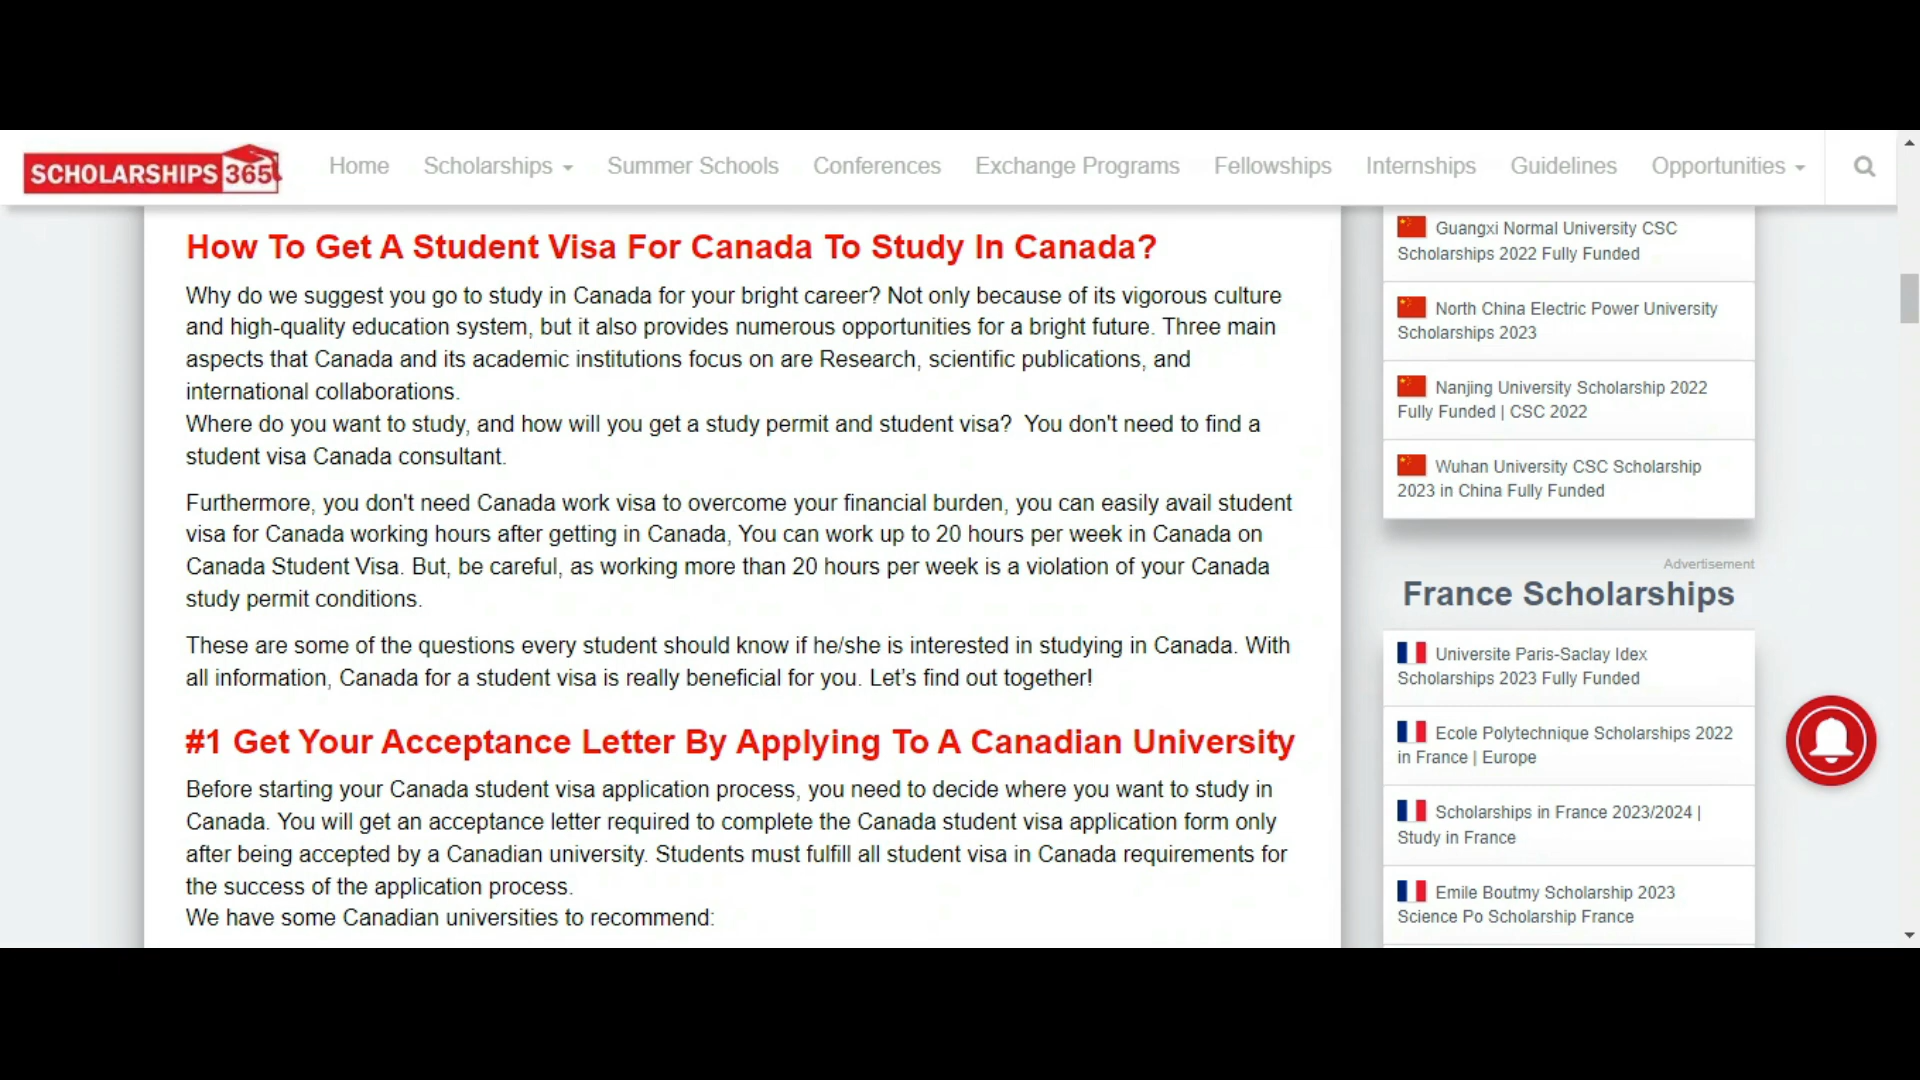 SCHOLARSHIPS 365
Home
Scholarships
Summer Schools
Conferences
Exchange Programs
Fellowships
Internships
Guidelines
Opportunities
How To Get A Student Visa For Canada To Study In Canada?
Why do we suggest you go to study in Canada for your bright career? Not only because of its vigorous culture
and high-quality education system, but it also provides numerous opportunities for a bright future. Three main
aspects that Canada and its academic institutions focus on are Research, scientific publications, and
international collaborations.
Where do you want to study, and how will you get a study permit and student visa?  You don't need to find a
student visa Canada consultant.
Furthermore, you don't need Canada work visa to overcome your financial burden, you can easily avail student
visa for Canada working hours after getting in Canada, You can work up to 20 hours per week in Canada on
Canada Student Visa. But, be careful, as working more than 20 hours per week is a violation of your Canada
study permit conditions.
These are some of the questions every student should know if he/she is interested in studying in Canada. With
all information, Canada for a student visa is really beneficial for you. Let’s find out together!
#1 Get Your Acceptance Letter By Applying To A Canadian University
Before starting your Canada student visa application process, you need to decide where you want to study in
Canada. You will get an acceptance letter required to complete the Canada student visa application form only
after being accepted by a Canadian university. Students must fulfill all student visa in Canada requirements for
the success of the application process.
We have some Canadian universities to recommend:
Guangxi Normal University CSC
Scholarships 2022 Fully Funded
North China Electric Power University
Scholarships 2023
Nanjing University Scholarship 2022
Fully Funded | CSC 2022
Wuhan University CSC Scholarship
2023 in China Fully Funded
Advertisement
France Scholarships
Universite Paris-Saclay Idex
Scholarships 2023 Fully Funded
Ecole Polytechnique Scholarships 2022
in France | Europe
Scholarships in France 2023/2024 |
Study in France
Emile Boutmy Scholarship 2023
Science Po Scholarship France